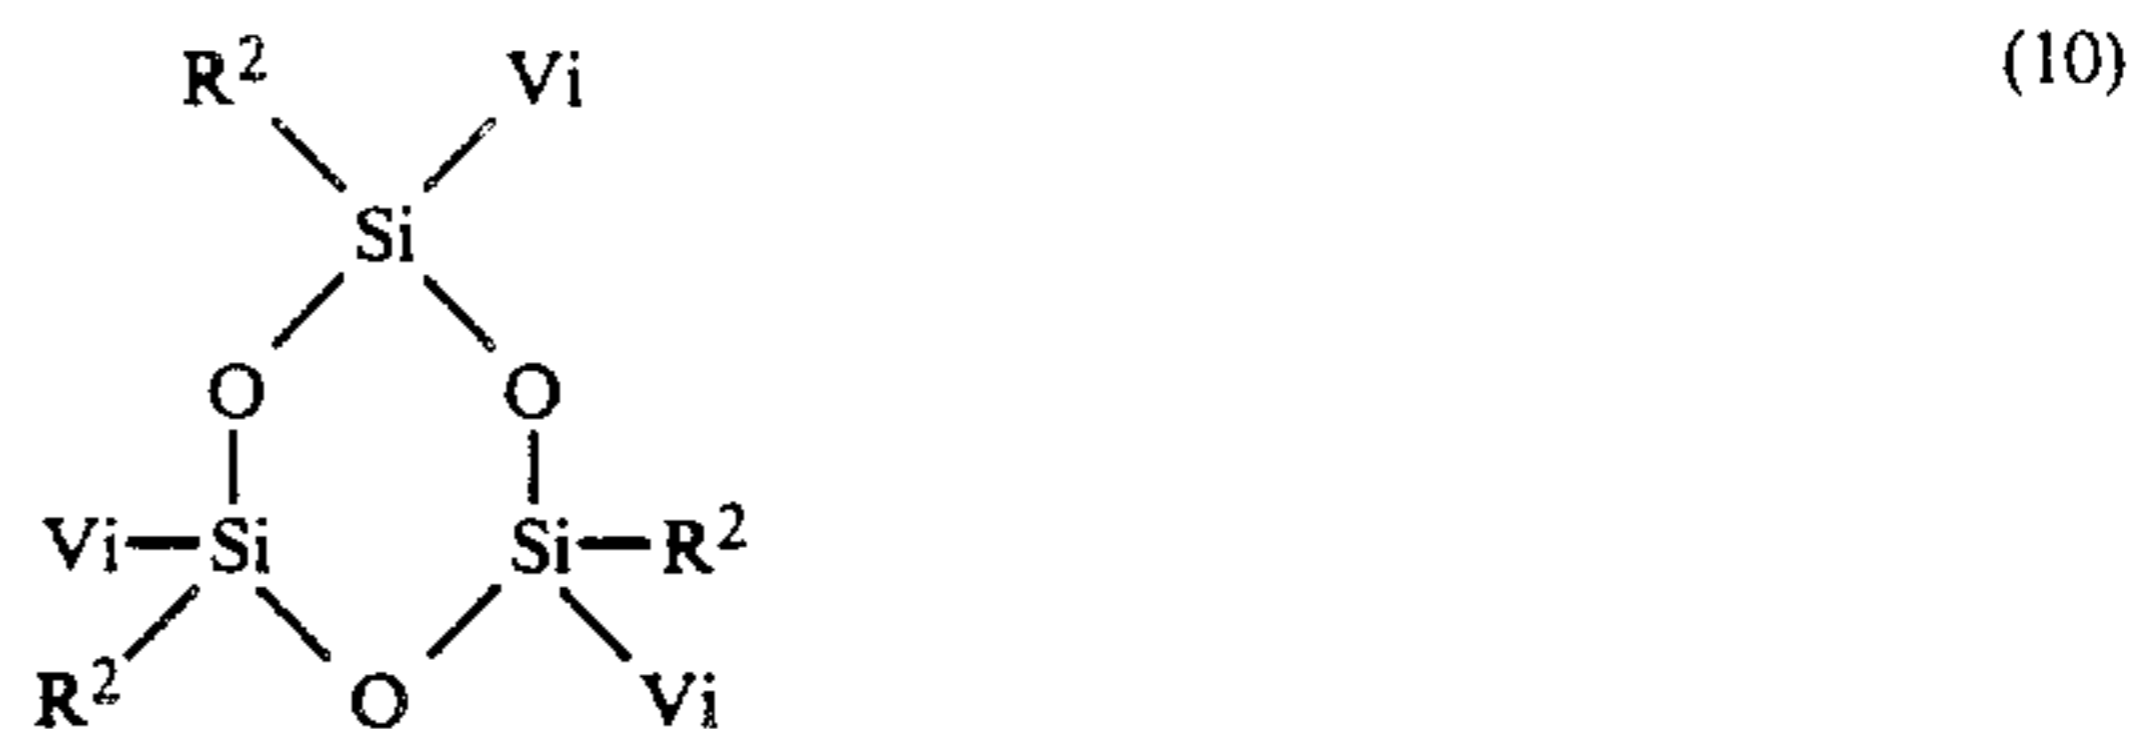 R² Vi (10)
Si
O O
Vi Si Si R²
R² O Vi